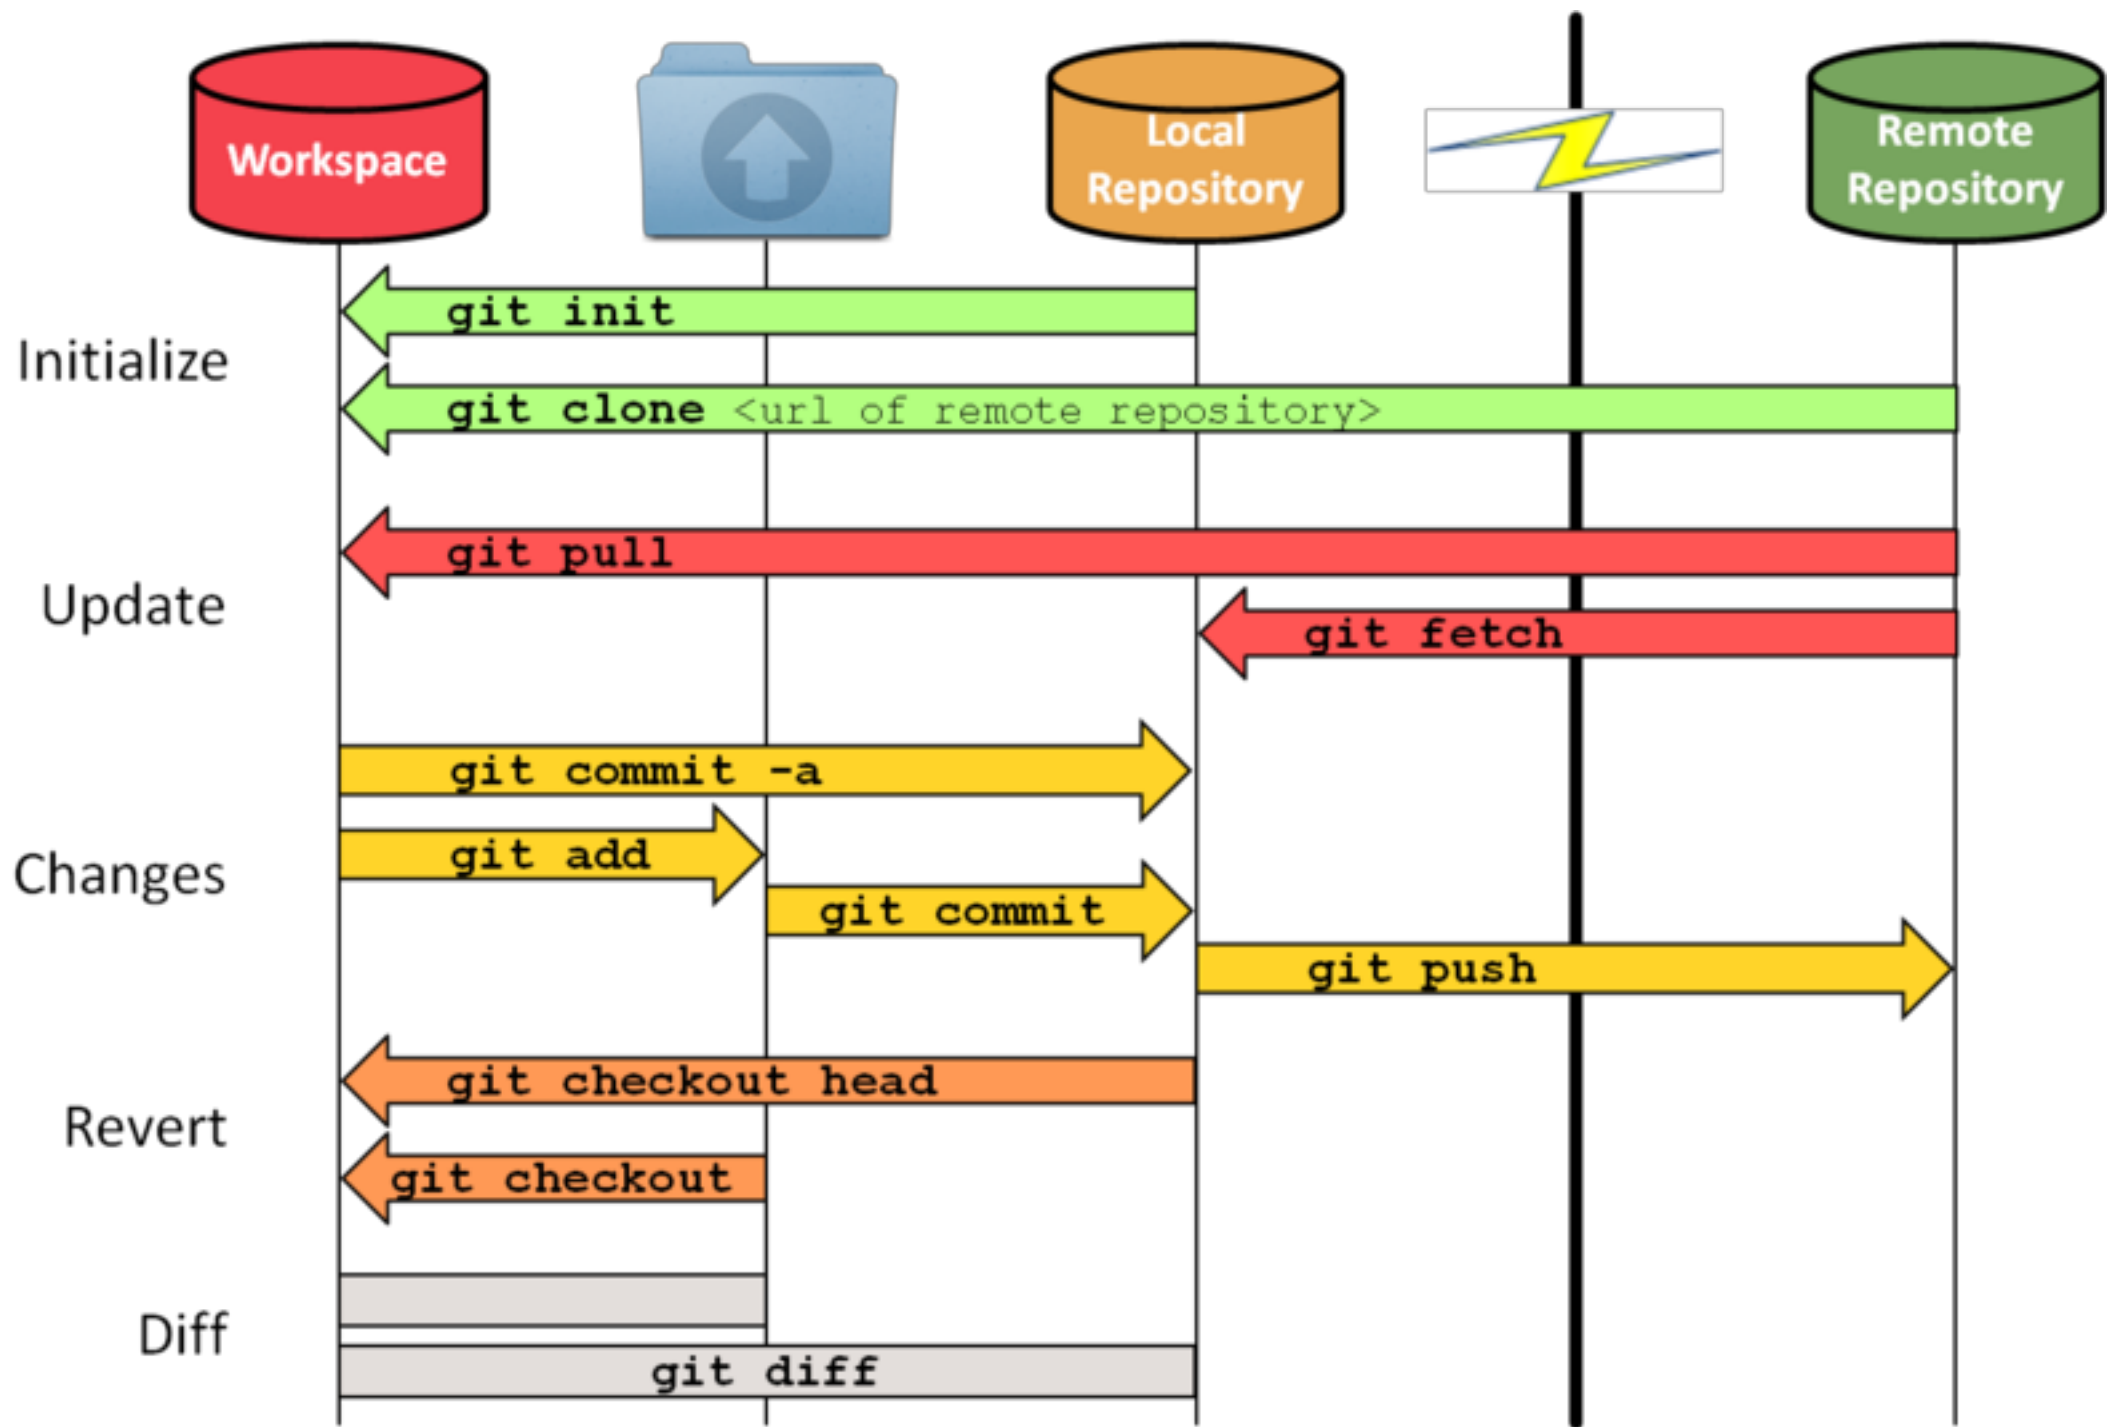 Workspace
Local
Repository
Remote
Repository
Initialize
git init
git clone <url of remote repository>
Update
git pull
git fetch
Changes
git commit -a
git add
git commit
git push
Revert
git checkout head
git checkout
Diff
git diff